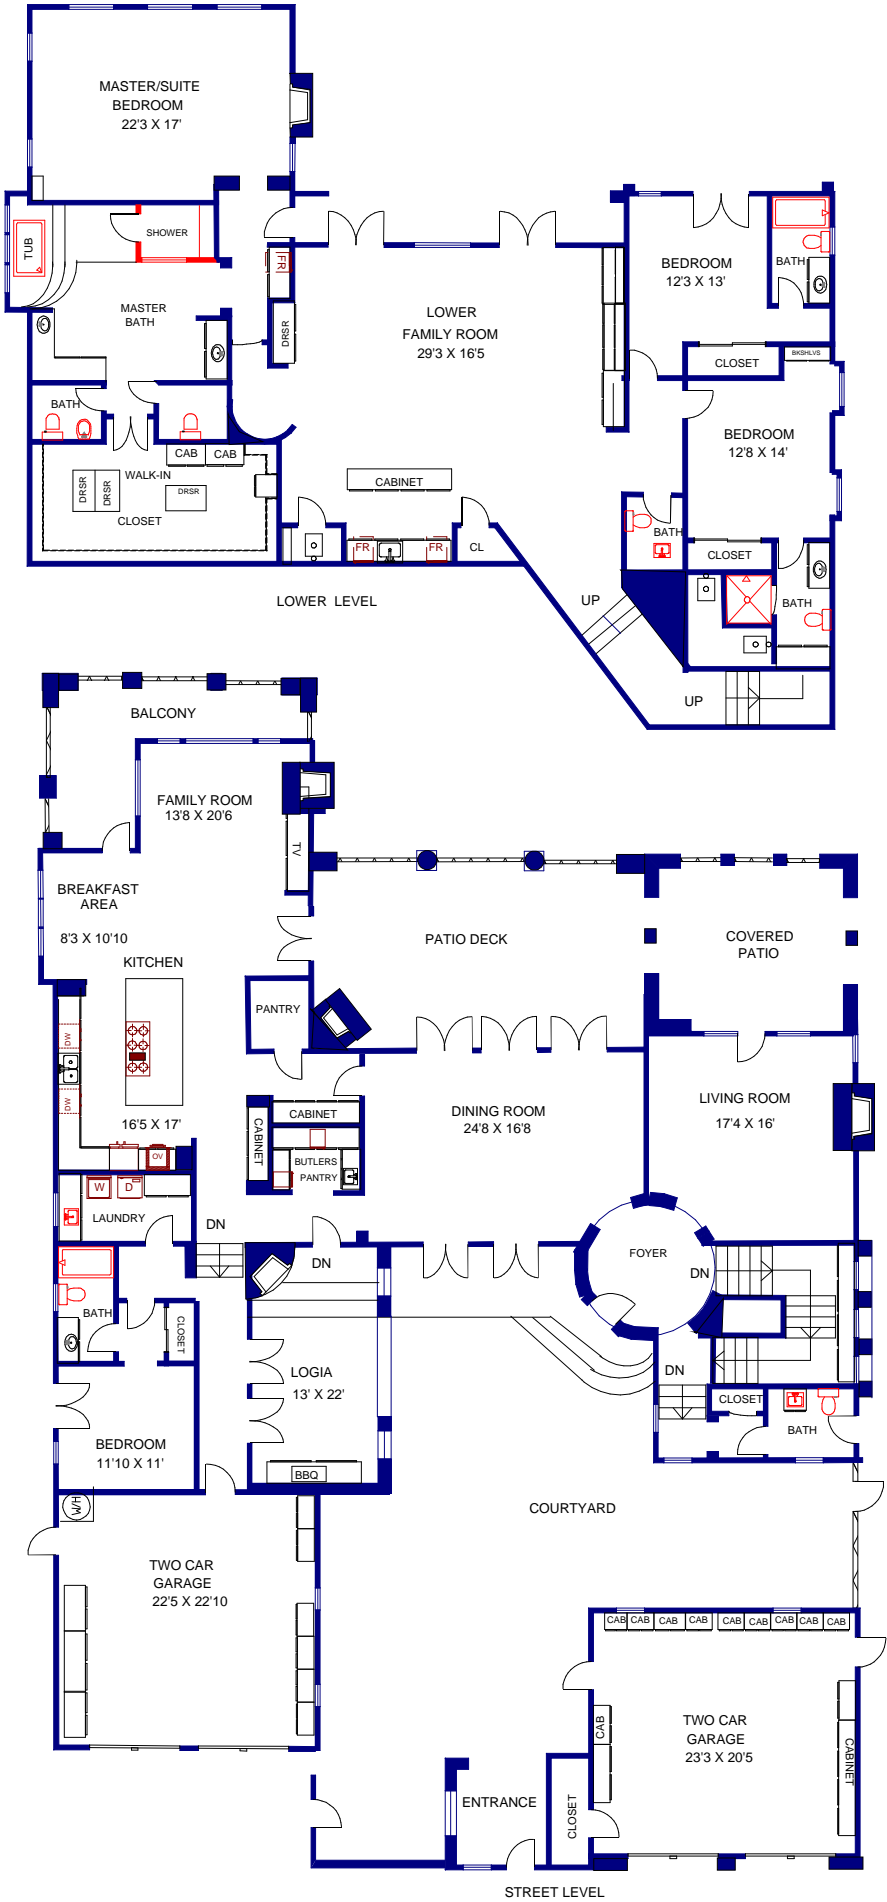 MASTER/SUITE
BEDROOM
22'3 X 17'
TUB
SHOWER
MASTER
BATH
FR
DRSR
LOWER
FAMILY ROOM
29'3 X 16'5
BEDROOM
12'3 X 13'
BATH
CLOSET
BKSHLVS
BATH
CAB
CAB
WALK-IN
DRSR
DRSR
DRSR
CLOSET
CABINET
FR
FR
CL
BEDROOM
12'8 X 14'
BATH
CLOSET
BATH
UP
UP
LOWER LEVEL
BALCONY
FAMILY ROOM
13'8 X 20'6
TV
BREAKFAST
AREA
8'3 X 10'10
KITCHEN
PATIO DECK
COVERED
PATIO
PANTRY
DW
DW
16'5 X 17'
OV
CABINET
CABINET
BUTLERS
PANTRY
DINING ROOM
24'8 X 16'8
LIVING ROOM
17'4 X 16'
W
D
LAUNDRY
DN
DN
FOYER
DN
BATH
CLOSET
LOGIA
13' X 22'
DN
CLOSET
BATH
BEDROOM
11'10 X 11'
BBQ
W/H
COURTYARD
TWO CAR
GARAGE
22'5 X 22'10
CAB
CAB
CAB
CAB
CAB
CAB
CAB
CAB
CAB
CAB
TWO CAR
GARAGE
23'3 X 20'5
CABINET
ENTRANCE
CLOSET
STREET LEVEL